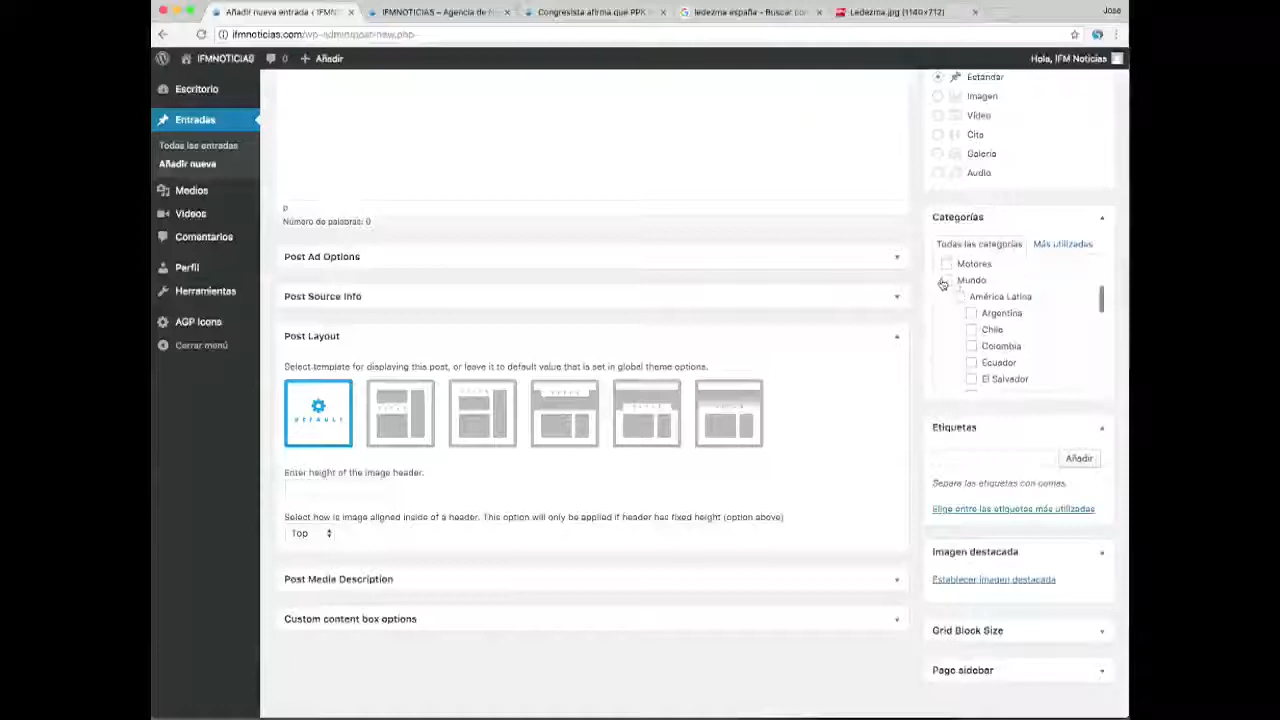 Añadir nueva entrada ‹ IFMN
IFMNOTICIAS – Agencia de N
Congresista afirma que PPK
ledezma españa - Buscar con
Ledezma.jpg (1140×712)
Jose
ifmnoticias.com/wp-admin/post-new.php
IFMNOTICIAS
0
Añadir
Hola, IFM Noticias
Escritorio
Entradas
Todas las entradas
Añadir nueva
Medios
Videos
Comentarios
Perfil
Herramientas
AGP Icons
Cerrar menú
p
Número de palabras: 0
Post Ad Options
Post Source Info
Post Layout
Select template for displaying this post, or leave it to default value that is set in global theme options.
DEFAULT
Enter height of the image header.
Select how is image aligned inside of a header. This option will only be applied if header has fixed height (option above)
Top
Post Media Description
Custom content box options
Estándar
Imagen
Vídeo
Cita
Galería
Audio
Categorías
Todas las categorías
Más utilizadas
Motores
Mundo
América Latina
Argentina
Chile
Colombia
Ecuador
El Salvador
Etiquetas
Añadir
Separa las etiquetas con comas.
Elige entre las etiquetas más utilizadas
Imagen destacada
Establecer imagen destacada
Grid Block Size
Page sidebar